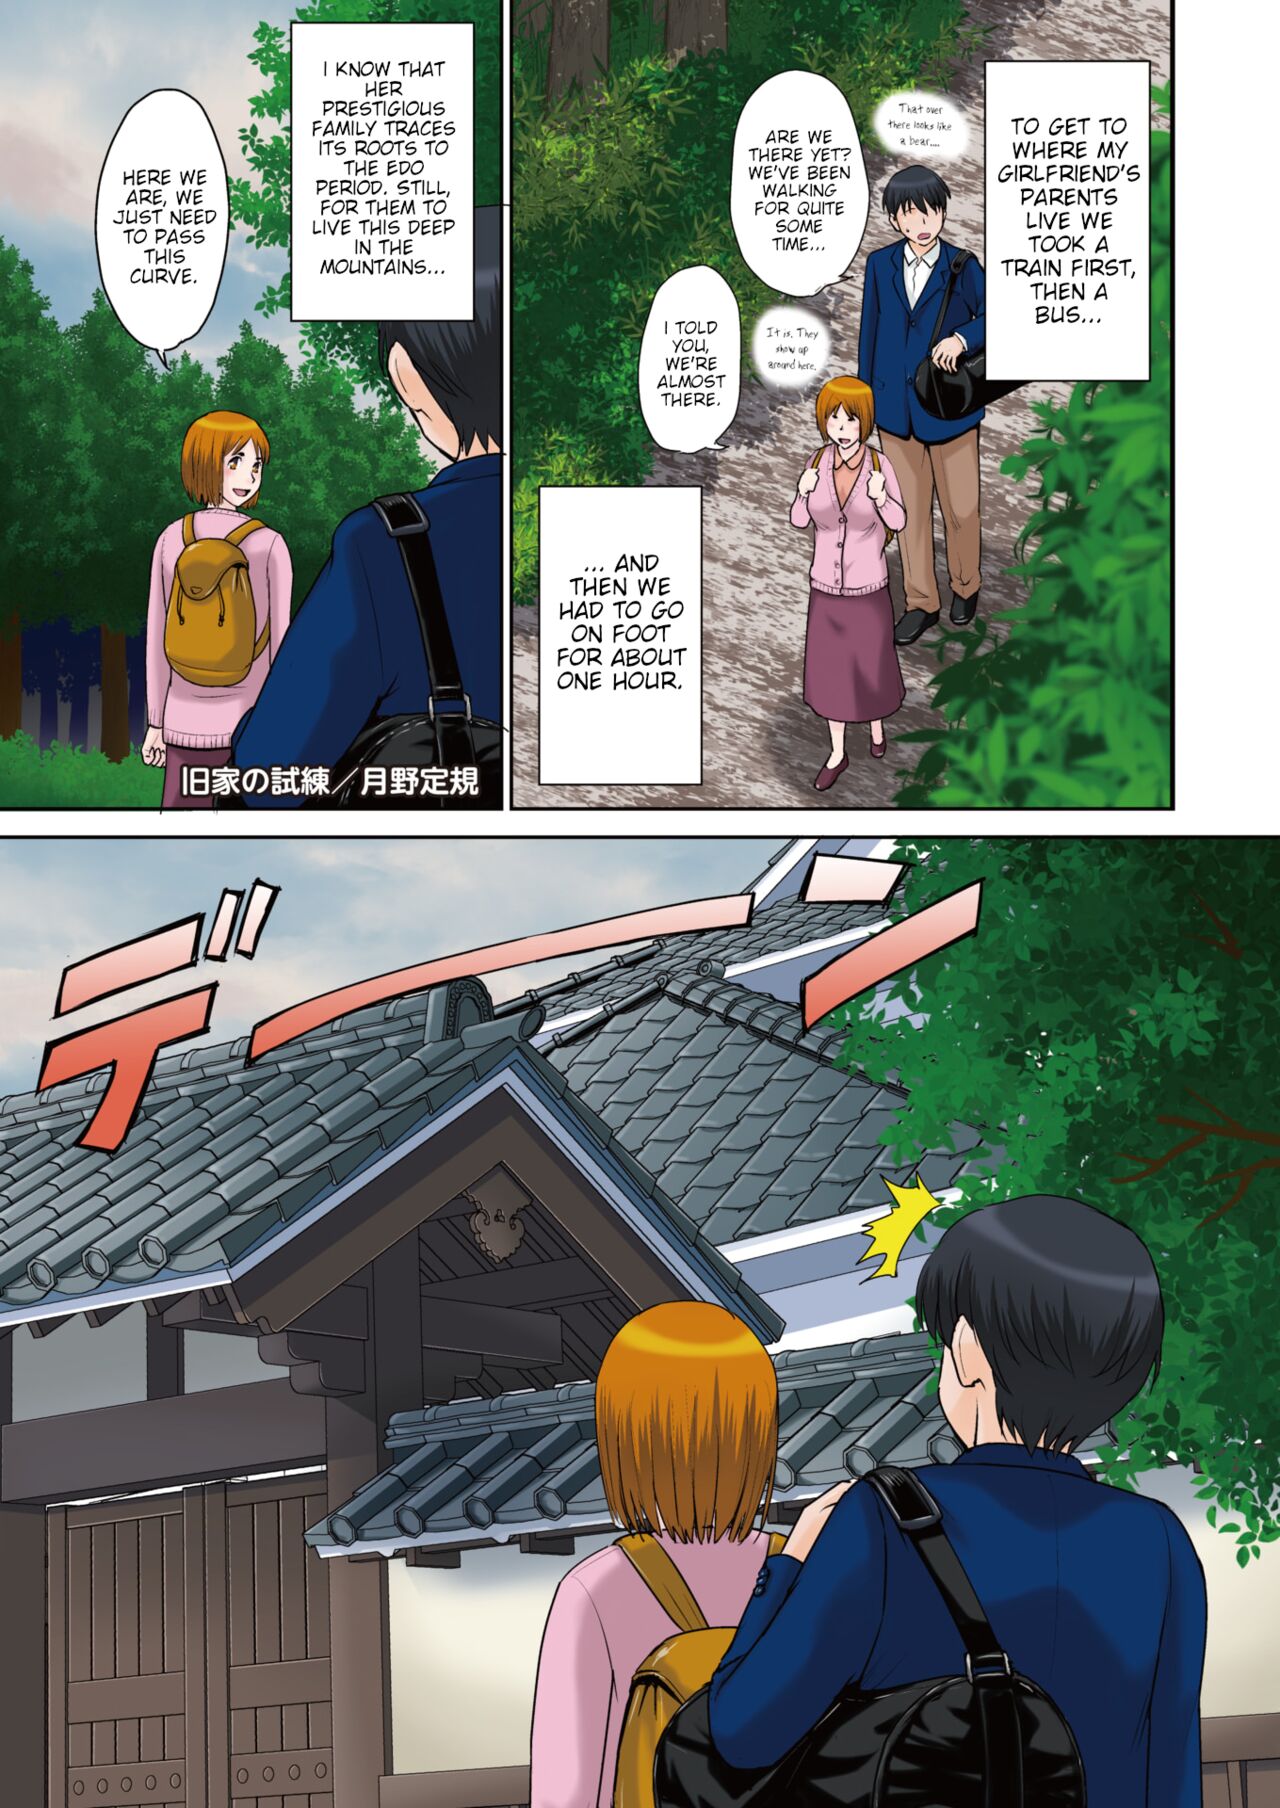 TO GET TO
WHERE MY
GIRLFRIEND'S
PARENTS
LIVE WE
TOOK A
TRAIN FIRST,
THEN A
BUS...
That over
there looks like
a bear....
ARE WE
THERE YET?
WE'VE BEEN
WALKING
FOR QUITE
SOME
TIME...
It is. They
show up
around here.
I TOLD
YOU,
WE'RE
ALMOST
THERE.
... AND
THEN WE
HAD TO GO
ON FOOT
FOR ABOUT
ONE HOUR.
I KNOW THAT
HER
PRESTIGIOUS
FAMILY TRACES
ITS ROOTS TO
THE EDO
PERIOD. STILL,
FOR THEM TO
LIVE THIS DEEP
IN THE
MOUNTAINS...
HERE WE
ARE, WE
JUST NEED
TO PASS
THIS
CURVE.
旧家の試練／月野定規
デーン